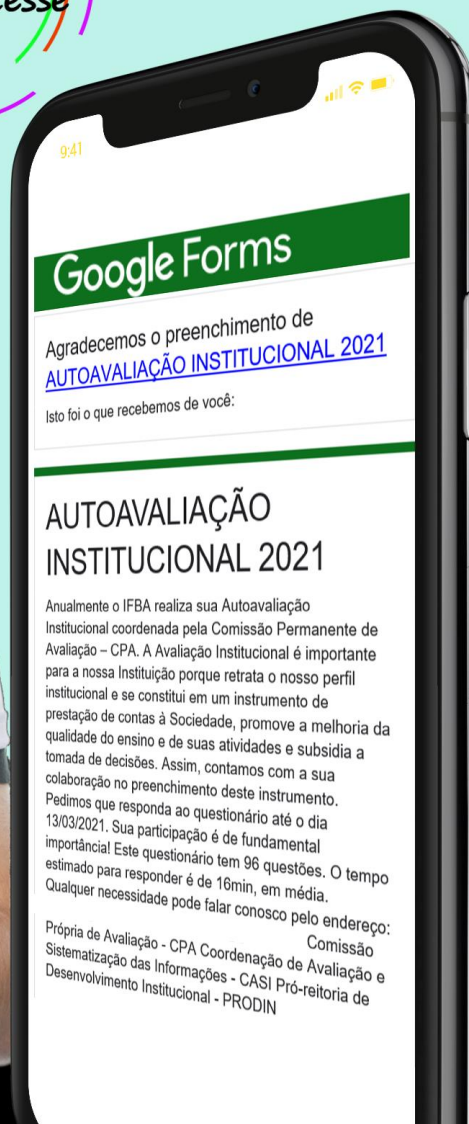 cesse
9:41
Google Forms
Agradecemos o preenchimento de
AUTOAVALIAÇÃO INSTITUCIONAL 2021
Isto foi o que recebemos de você:
AUTOAVALIAÇÃO
INSTITUCIONAL 2021
Anualmente o IFBA realiza sua Autoavaliação
Institucional coordenada pela Comissão Permanente de
Avaliação – CPA. A Avaliação Institucional é importante
para a nossa Instituição porque retrata o nosso perfil
institucional e se constitui em um instrumento de
prestação de contas à Sociedade, promove a melhoria da
qualidade do ensino e de suas atividades e subsidia a
tomada de decisões. Assim, contamos com a sua
colaboração no preenchimento deste instrumento.
Pedimos que responda ao questionário até o dia
13/03/2021. Sua participação é de fundamental
importância! Este questionário tem 96 questões. O tempo
estimado para responder é de 16min, em média.
Qualquer necessidade pode falar conosco pelo endereço:
Comissão
Própria de Avaliação - CPA Coordenação de Avaliação e
Sistematização das Informações - CASI Pró-reitoria de
Desenvolvimento Institucional - PRODIN